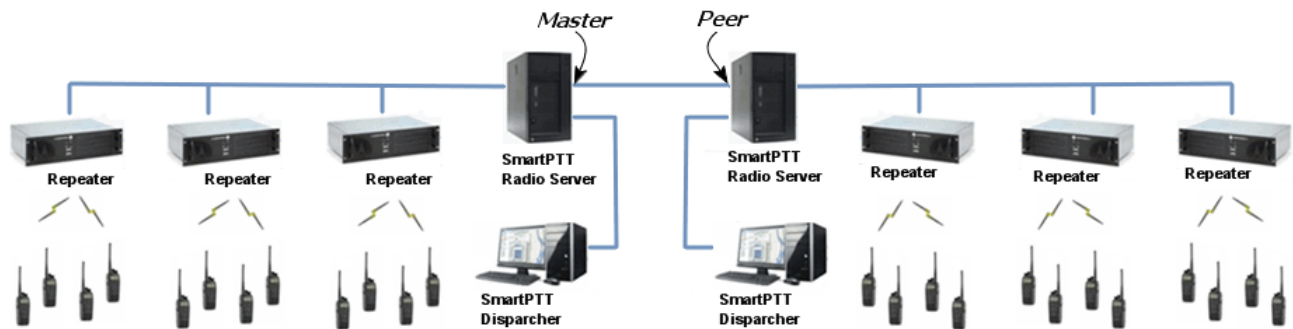 Master
Peer
SmartPTT
Radio Server
SmartPTT
Radio Server
Repeater
Repeater
Repeater
Repeater
Repeater
Repeater
SmartPTT
Disparcher
SmartPTT
Disparcher